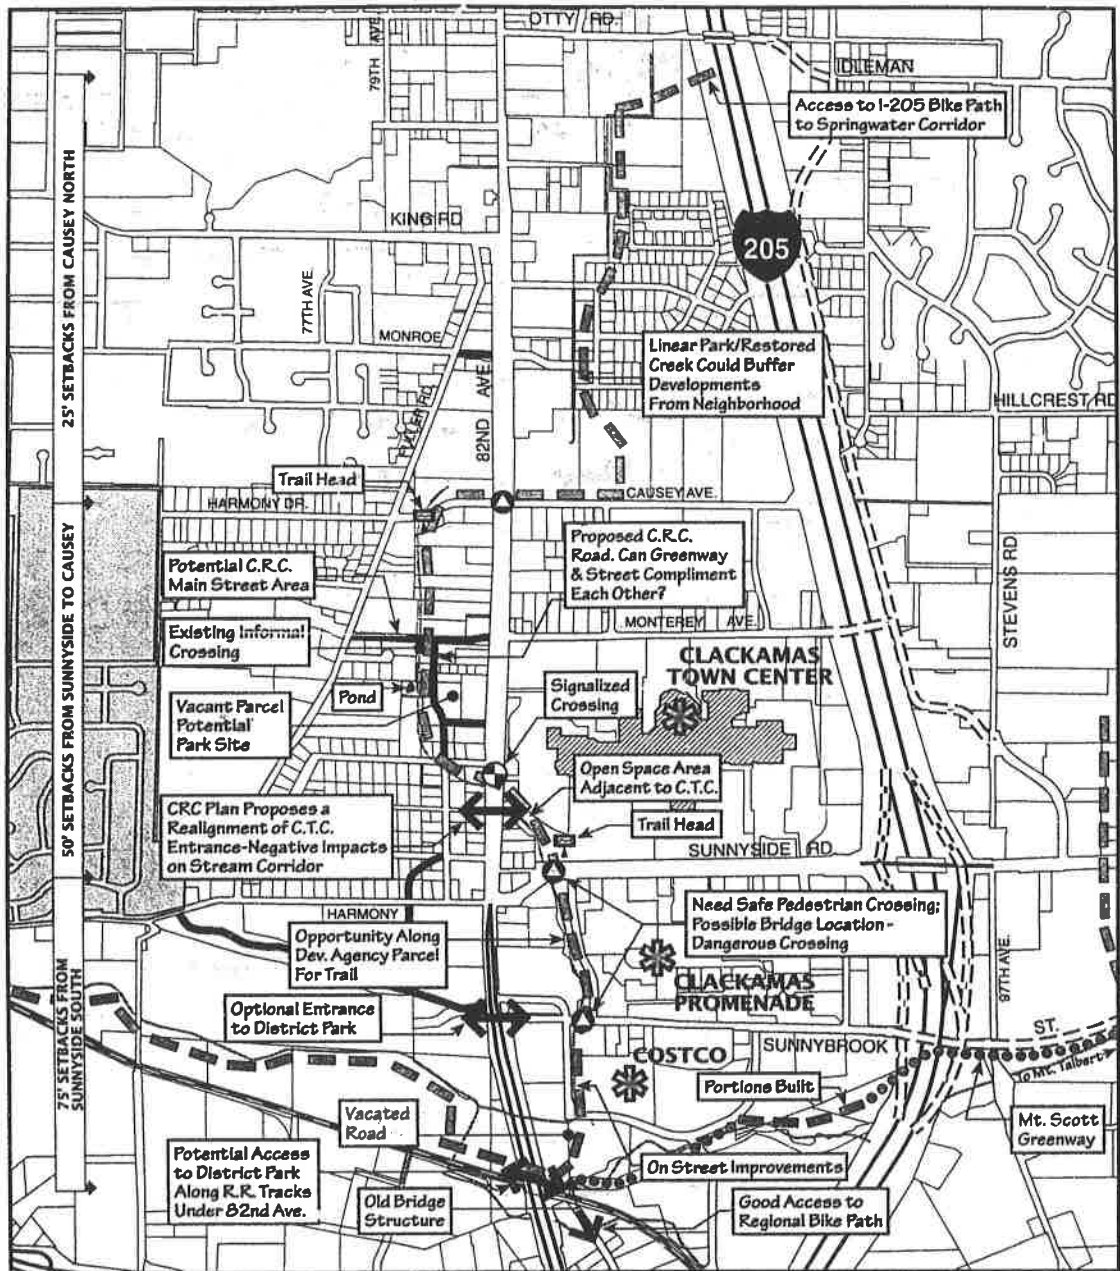 OTTY RD.
79TH AVE
IDLEMAN
Access to I-205 Bike Path
to Springwater Corridor
KING RD
205
77TH AVE.
MONROE
Linear Park/Restored
Creek Could Buffer
Developments
From Neighborhood
25' SETBACKS FROM CAUSEY NORTH
FULLER RD
82ND AVE.
HILLCREST RD
Trail Head
HARMONY DR.
CAUSEY AVE.
Proposed C.R.C.
Road. Can Greenway
& Street Compliment
Each Other?
Potential C.R.C.
Main Street Area
STEVENS RD
MONTEREY AVE.
Existing Informal
Crossing
CLACKAMAS
TOWN CENTER
Pond
Signalized
Crossing
Vacant Parcel
Potential
Park Site
50' SETBACKS FROM SUNNYSIDE TO CAUSEY
Open Space Area
Adjacent to C.T.C.
CRC Plan Proposes a
Realignment of C.T.C.
Entrance-Negative Impacts
on Stream Corridor
Trail Head
SUNNYSIDE RD
HARMONY
Need Safe Pedestrian Crossing;
Possible Bridge Location -
Dangerous Crossing
Opportunity Along
Dev. Agency Parcel
For Trail
97TH AVE.
CLACKAMAS
PROMENADE
Optional Entrance
to District Park
75' SETBACKS FROM
SUNNYSIDE SOUTH
ST.
SUNNYBROOK
COSTCO
To Mt. Talbert
Portions Built
Vacated
Road
Mt. Scott
Greenway
Potential Access
to District Park
Along R.R. Tracks
Under 82nd Ave.
On Street Improvements
Old Bridge
Structure
Good Access to
Regional Bike Path